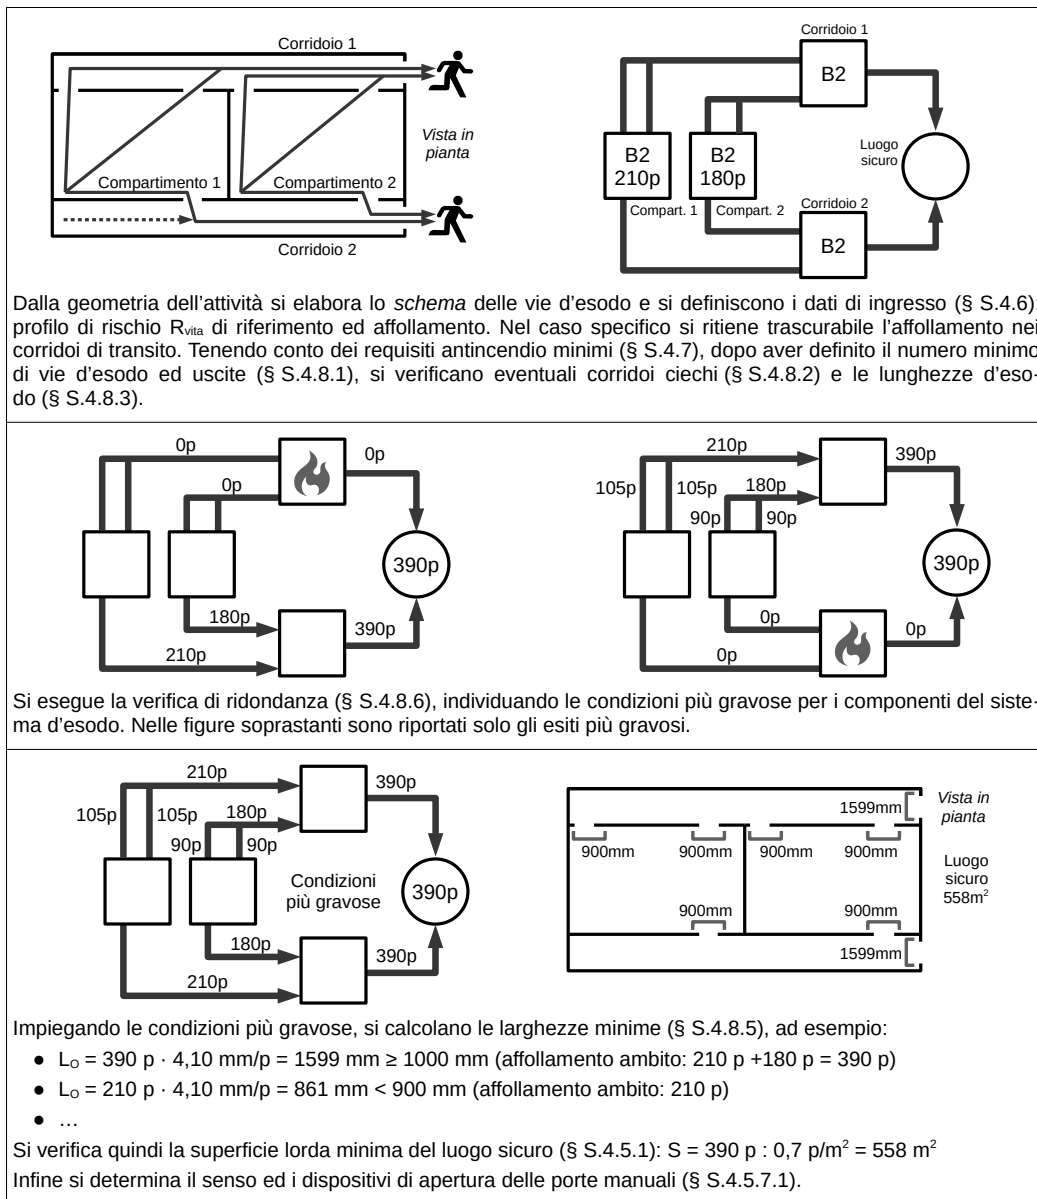 Corridoio 1
Vista in
pianta
Compartimento 1
Compartimento 2
Corridoio 2
Corridoio 1
B2
B2
210p
B2
180p
Luogo
sicuro
Compart. 1
Compart. 2
Corridoio 2
B2
Dalla geometria dell'attività si elabora lo schema delle vie d'esodo e si definiscono i dati di ingresso (§ S.4.6):
profilo di rischio Rvita di riferimento ed affollamento. Nel caso specifico si ritiene trascurabile l'affollamento nei
corridoi di transito. Tenendo conto dei requisiti antincendio minimi (§ S.4.7), dopo aver definito il numero minimo
di vie d'esodo ed uscite (§ S.4.8.1), si verificano eventuali corridoi ciechi (§ S.4.8.2) e le lunghezze d'eso-
do (§ S.4.8.3).
0p
0p
0p
390p
180p
390p
210p
210p
390p
105p
105p
180p
90p
90p
390p
0p
0p
0p
Si esegue la verifica di ridondanza (§ S.4.8.6), individuando le condizioni più gravose per i componenti del siste-
ma d'esodo. Nelle figure soprastanti sono riportati solo gli esiti più gravosi.
210p
390p
105p
105p
180p
90p
90p
Condizioni
più gravose
390p
180p
390p
210p
1599mm
Vista in
pianta
900mm
900mm
900mm
900mm
Luogo
sicuro
558m²
900mm
900mm
1599mm
Impiegando le condizioni più gravose, si calcolano le larghezze minime (§ S.4.8.5), ad esempio:
● LO = 390 p · 4,10 mm/p = 1599 mm ≥ 1000 mm (affollamento ambito: 210 p +180 p = 390 p)
● LO = 210 p · 4,10 mm/p = 861 mm < 900 mm (affollamento ambito: 210 p)
● …
Si verifica quindi la superficie lorda minima del luogo sicuro (§ S.4.5.1): S = 390 p : 0,7 p/m² = 558 m²
Infine si determina il senso ed i dispositivi di apertura delle porte manuali (§ S.4.5.7.1).